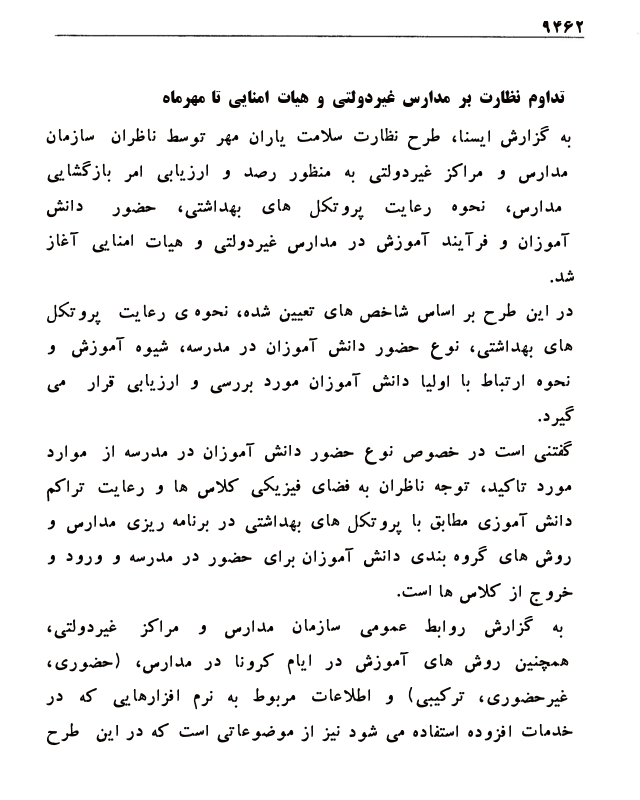 ۹۴۶۲
تداوم نظارت بر مدارس غیردولتی و هیات امنایی تا مهرماه
به گزارش ایسنا، طرح نظارت سلامت یاران مهر توسط ناظران سازمان
مدارس و مراکز غیردولتی به منظور رصد و ارزیابی امر بازگشایی
مدارس، نحوه رعایت پروتکل های بهداشتی، حضور دانش
آموزان و فرآیند آموزش در مدارس غیردولتی و هیات امنایی آغاز
شد.
در این طرح بر اساس شاخص های تعیین شده، نحوه ی رعایت پروتکل
های بهداشتی، نوع حضور دانش آموزان در مدرسه، شیوه آموزش و
نحوه ارتباط با اولیا دانش آموزان مورد بررسی و ارزیابی قرار می
گیرد.
گفتنی است در خصوص نوع حضور دانش آموزان در مدرسه از موارد
مورد تاکید، توجه ناظران به فضای فیزیکی کلاس ها و رعایت تراکم
دانش آموزی مطابق با پروتکل های بهداشتی در برنامه ریزی مدارس و
روش های گروه بندی دانش آموزان برای حضور در مدرسه و ورود و
خروج از کلاس ها است.
به گزارش روابط عمومی سازمان مدارس و مراکز غیردولتی،
همچنین روش های آموزش در ایام کرونا در مدارس، (حضوری،
غیرحضوری، ترکیبی) و اطلاعات مربوط به نرم افزارهایی که در
خدمات افزوده استفاده می شود نیز از موضوعاتی است که در این طرح